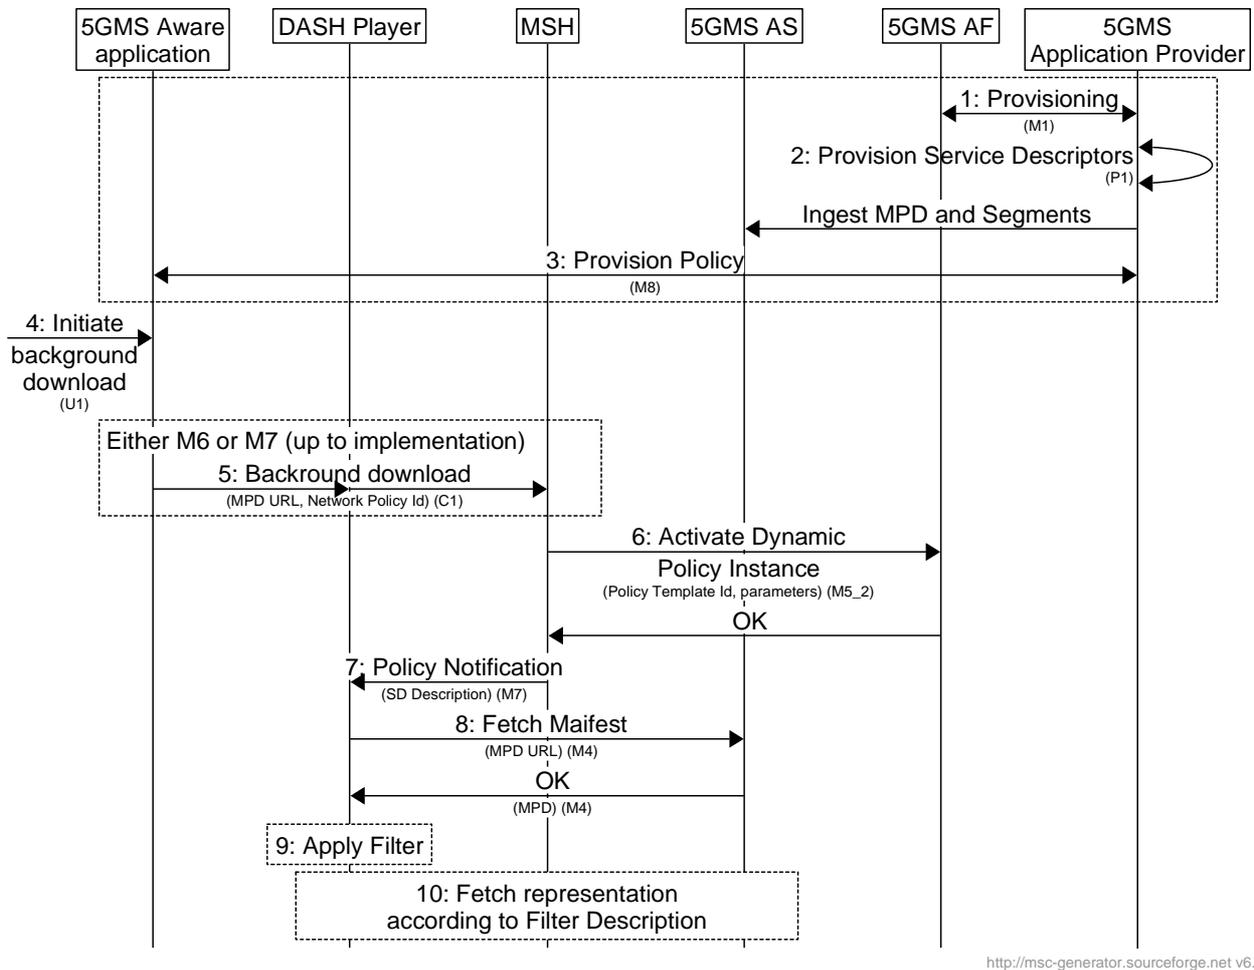 5GMS Aware
application
DASH Player
MSH
5GMS AS
5GMS AF
5GMS
Application Provider
1: Provisioning
(M1)
2: Provision Service Descriptors
(P1)
Ingest MPD and Segments
3: Provision Policy
(M8)
4: Initiate
background
download
(U1)
Either M6 or M7 (up to implementation)
5: Backround download
(MPD URL, Network Policy Id) (C1)
6: Activate Dynamic
Policy Instance
(Policy Template Id, parameters) (M5_2)
OK
7: Policy Notification
(SD Description) (M7)
8: Fetch Maifest
(MPD URL) (M4)
OK
(MPD) (M4)
9: Apply Filter
10: Fetch representation
according to Filter Description
http://msc-generator.sourceforge.net v6.